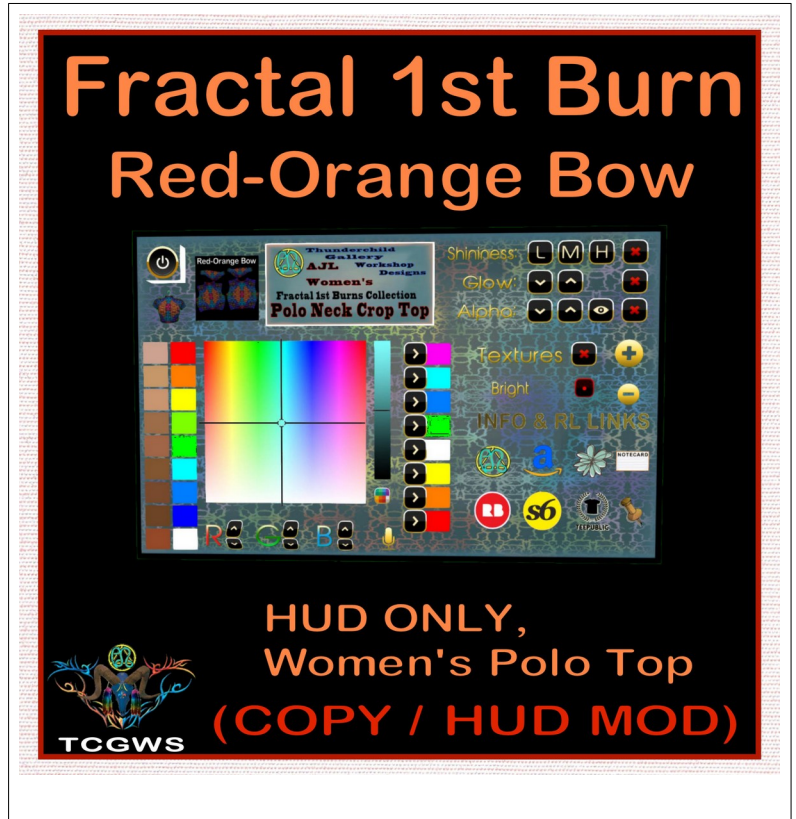 Fractal 1st Burn
Red-Orange Bow
Red-Orange Bow
Thunderchild
Gallery
AJL Workshop
Designs
Women's
Fractal 1st Burns Collection
Polo Neck Crop Top
Shininess: L M H
Glow:
Alpha:
Textures
Bright
INFO & RL LINKS
a
NOTECARD
RB
s6
TEEPUBLIC
R G B
HUD ONLY,
Women's Polo Top
(COPY / HUD MOD)
TCGWS